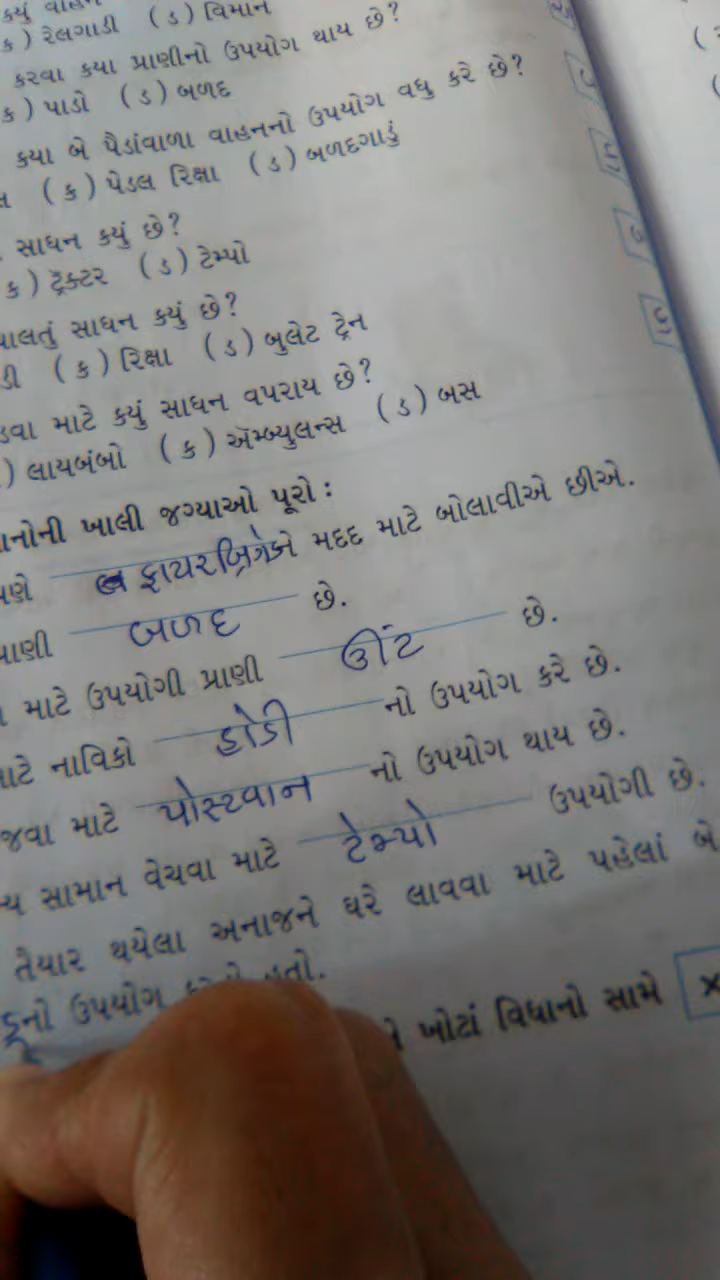 કયું વાહન
ક) રેલગાડી (ડ) વિમાન
કરવા કયા પ્રાણીનો ઉપયોગ થાય છે?
ક) પાડો (ડ) બળદ
કયા બે પૈડાંવાળા વાહનનો ઉપયોગ વધુ કરે છે?
(ક) પેડલ રિક્ષા (ડ) બળદગાડું
સાધન કયું છે?
ક) ટ્રૅક્ટર (ડ) ટેમ્પો
ચાલતું સાધન કયું છે?
ડી (ક) રિક્ષા (ડ) બુલેટ ટ્રેન
ડવા માટે કયું સાધન વપરાય છે?
) લાયબંબો (ક) ઍમ્બ્યુલન્સ (ડ) બસ
ાનોની ખાલી જગ્યાઓ પૂરો:
ફાયરબ્રિગેકને મદદ માટે બોલાવીએ છીએ.
બળદ છે.
માટે ઉપયોગી પ્રાણી ઊંટ છે.
માટે નાવિકો હોડી નો ઉપયોગ કરે છે.
જવા માટે પોસ્ટવાન નો ઉપયોગ થાય છે.
ય સામાન વેચવા માટે ટેમ્પો ઉપયોગી છે.
તૈયાર થયેલા અનાજને ઘરે લાવવા માટે પહેલાં બે
નો ઉપયોગ
ખોટાં વિધાનો સામે x